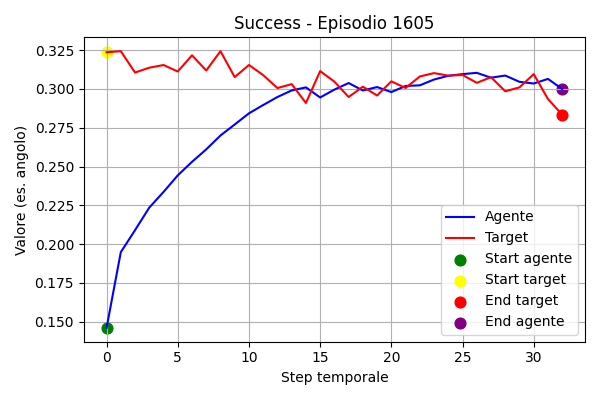 Success - Episodio 1605
Valore (es. angolo)
0.325
0.300
0.275
0.250
0.225
0.200
0.175
0.150
0
5
10
15
20
25
30
Step temporale
Agente
Target
Start agente
Start target
End target
End agente